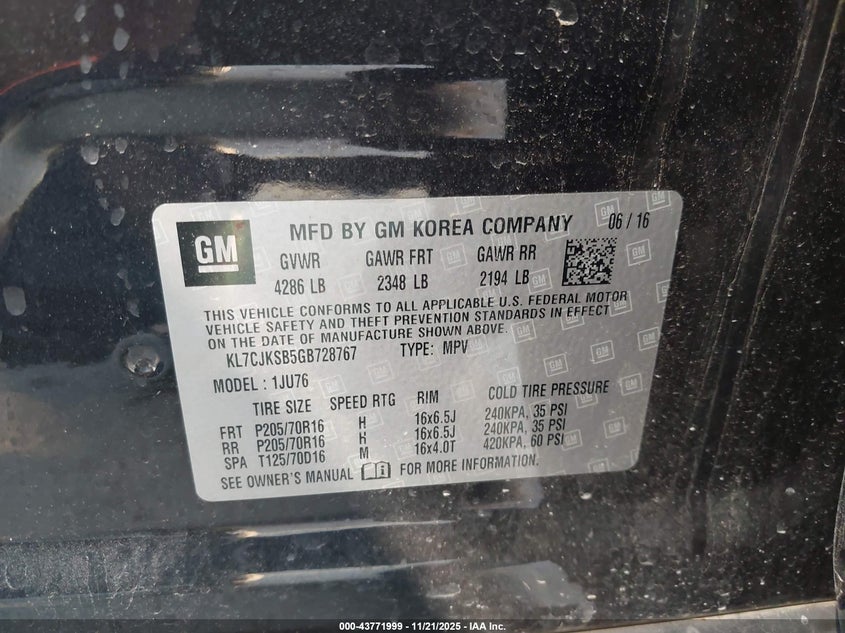 GM
MFD BY GM KOREA COMPANY 06 / 16
GVWR GAWR FRT GAWR RR
4286 LB 2348 LB 2194 LB
THIS VEHICLE CONFORMS TO ALL APPLICABLE U.S. FEDERAL MOTOR
VEHICLE SAFETY AND THEFT PREVENTION STANDARDS IN EFFECT
ON THE DATE OF MANUFACTURE SHOWN ABOVE.
KL7CJKSB5GB728767 TYPE: MPV
MODEL : 1JU76
TIRE SIZE SPEED RTG RIM COLD TIRE PRESSURE
FRT P205/70R16 H 16x6.5J 240KPA, 35 PSI
RR P205/70R16 H 16x6.5J 240KPA, 35 PSI
SPA T125/70D16 M 16x4.0T 420KPA, 60 PSI
SEE OWNER'S MANUAL FOR MORE INFORMATION.
000-43771999 - 11/21/2025 - IAA Inc.